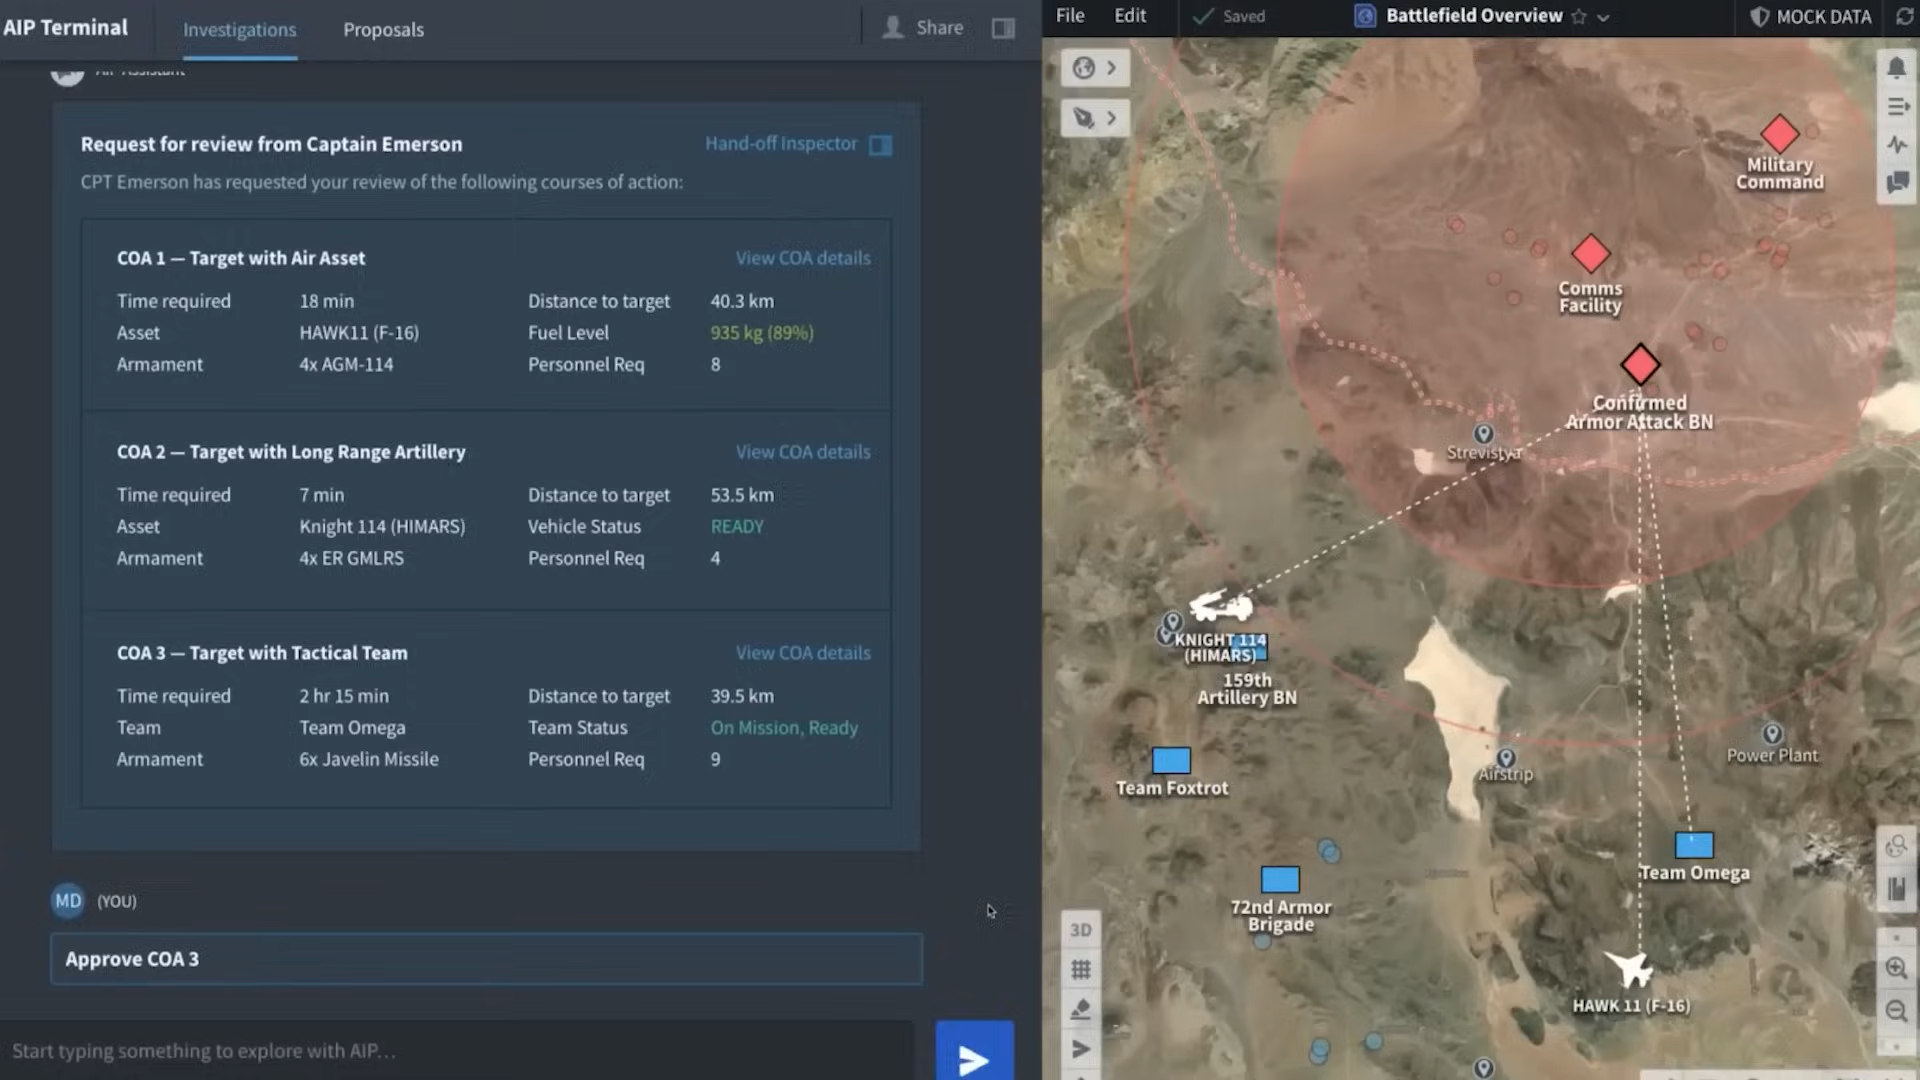 AIP Terminal
Investigations
Proposals
Share
AIP Assistant
Request for review from Captain Emerson
Hand-off Inspector
CPT Emerson has requested your review of the following courses of action:
COA 1 — Target with Air Asset
View COA details
Time required 18 min Distance to target 40.3 km
Asset HAWK11 (F-16) Fuel Level 935 kg (89%)
Armament 4x AGM-114 Personnel Req 8
COA 2 — Target with Long Range Artillery
View COA details
Time required 7 min Distance to target 53.5 km
Asset Knight 114 (HIMARS) Vehicle Status READY
Armament 4x ER GMLRS Personnel Req 4
COA 3 — Target with Tactical Team
View COA details
Time required 2 hr 15 min Distance to target 39.5 km
Team Team Omega Team Status On Mission, Ready
Armament 6x Javelin Missile Personnel Req 9
MD (YOU)
Approve COA 3
Start typing something to explore with AIP...
File Edit Saved Battlefield Overview MOCK DATA
Military
Command
Comms
Facility
Confirmed
Armor Attack BN
Strevistya
KNIGHT 114
(HIMARS)
159th
Artillery BN
Team Foxtrot
Airstrip
Power Plant
Team Omega
72nd Armor
Brigade
3D
HAWK 11 (F-16)